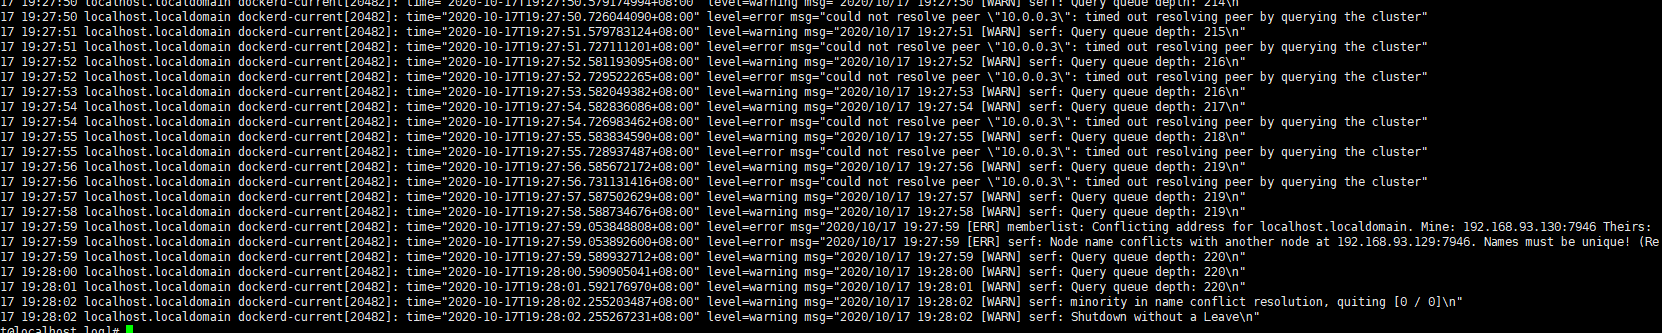 17 19:27:50 localhost.localdomain dockerd-current[20482]: time="2020-10-17T19:27:50.579174994+08:00" level=warning msg="2020/10/17 19:27:50 [WARN] serf: Query queue depth: 214\n"
17 19:27:50 localhost.localdomain dockerd-current[20482]: time="2020-10-17T19:27:50.726044090+08:00" level=error msg="could not resolve peer \"10.0.0.3\": timed out resolving peer by querying the cluster"
17 19:27:51 localhost.localdomain dockerd-current[20482]: time="2020-10-17T19:27:51.579783124+08:00" level=warning msg="2020/10/17 19:27:51 [WARN] serf: Query queue depth: 215\n"
17 19:27:51 localhost.localdomain dockerd-current[20482]: time="2020-10-17T19:27:51.727111201+08:00" level=error msg="could not resolve peer \"10.0.0.3\": timed out resolving peer by querying the cluster"
17 19:27:52 localhost.localdomain dockerd-current[20482]: time="2020-10-17T19:27:52.581193095+08:00" level=warning msg="2020/10/17 19:27:52 [WARN] serf: Query queue depth: 216\n"
17 19:27:52 localhost.localdomain dockerd-current[20482]: time="2020-10-17T19:27:52.729522265+08:00" level=error msg="could not resolve peer \"10.0.0.3\": timed out resolving peer by querying the cluster"
17 19:27:53 localhost.localdomain dockerd-current[20482]: time="2020-10-17T19:27:53.582049382+08:00" level=warning msg="2020/10/17 19:27:53 [WARN] serf: Query queue depth: 216\n"
17 19:27:54 localhost.localdomain dockerd-current[20482]: time="2020-10-17T19:27:54.582836086+08:00" level=warning msg="2020/10/17 19:27:54 [WARN] serf: Query queue depth: 217\n"
17 19:27:54 localhost.localdomain dockerd-current[20482]: time="2020-10-17T19:27:54.726983462+08:00" level=error msg="could not resolve peer \"10.0.0.3\": timed out resolving peer by querying the cluster"
17 19:27:55 localhost.localdomain dockerd-current[20482]: time="2020-10-17T19:27:55.583834590+08:00" level=warning msg="2020/10/17 19:27:55 [WARN] serf: Query queue depth: 218\n"
17 19:27:55 localhost.localdomain dockerd-current[20482]: time="2020-10-17T19:27:55.728937487+08:00" level=error msg="could not resolve peer \"10.0.0.3\": timed out resolving peer by querying the cluster"
17 19:27:56 localhost.localdomain dockerd-current[20482]: time="2020-10-17T19:27:56.585672172+08:00" level=warning msg="2020/10/17 19:27:56 [WARN] serf: Query queue depth: 219\n"
17 19:27:56 localhost.localdomain dockerd-current[20482]: time="2020-10-17T19:27:56.731131416+08:00" level=error msg="could not resolve peer \"10.0.0.3\": timed out resolving peer by querying the cluster"
17 19:27:57 localhost.localdomain dockerd-current[20482]: time="2020-10-17T19:27:57.587502629+08:00" level=warning msg="2020/10/17 19:27:57 [WARN] serf: Query queue depth: 219\n"
17 19:27:58 localhost.localdomain dockerd-current[20482]: time="2020-10-17T19:27:58.588734676+08:00" level=warning msg="2020/10/17 19:27:58 [WARN] serf: Query queue depth: 219\n"
17 19:27:59 localhost.localdomain dockerd-current[20482]: time="2020-10-17T19:27:59.053848808+08:00" level=error msg="2020/10/17 19:27:59 [ERR] memberlist: Conflicting address for localhost.localdomain. Mine: 192.168.93.130:7946 Theirs:
17 19:27:59 localhost.localdomain dockerd-current[20482]: time="2020-10-17T19:27:59.053892600+08:00" level=error msg="2020/10/17 19:27:59 [ERR] serf: Node name conflicts with another node at 192.168.93.129:7946. Names must be unique! (Re
17 19:27:59 localhost.localdomain dockerd-current[20482]: time="2020-10-17T19:27:59.589932712+08:00" level=warning msg="2020/10/17 19:27:59 [WARN] serf: Query queue depth: 220\n"
17 19:28:00 localhost.localdomain dockerd-current[20482]: time="2020-10-17T19:28:00.590905041+08:00" level=warning msg="2020/10/17 19:28:00 [WARN] serf: Query queue depth: 220\n"
17 19:28:01 localhost.localdomain dockerd-current[20482]: time="2020-10-17T19:28:01.592176970+08:00" level=warning msg="2020/10/17 19:28:01 [WARN] serf: Query queue depth: 220\n"
17 19:28:02 localhost.localdomain dockerd-current[20482]: time="2020-10-17T19:28:02.255203487+08:00" level=warning msg="2020/10/17 19:28:02 [WARN] serf: minority in name conflict resolution, quiting [0 / 0]\n"
17 19:28:02 localhost.localdomain dockerd-current[20482]: time="2020-10-17T19:28:02.255267231+08:00" level=warning msg="2020/10/17 19:28:02 [WARN] serf: Shutdown without a Leave\n"
t@localhost log]#